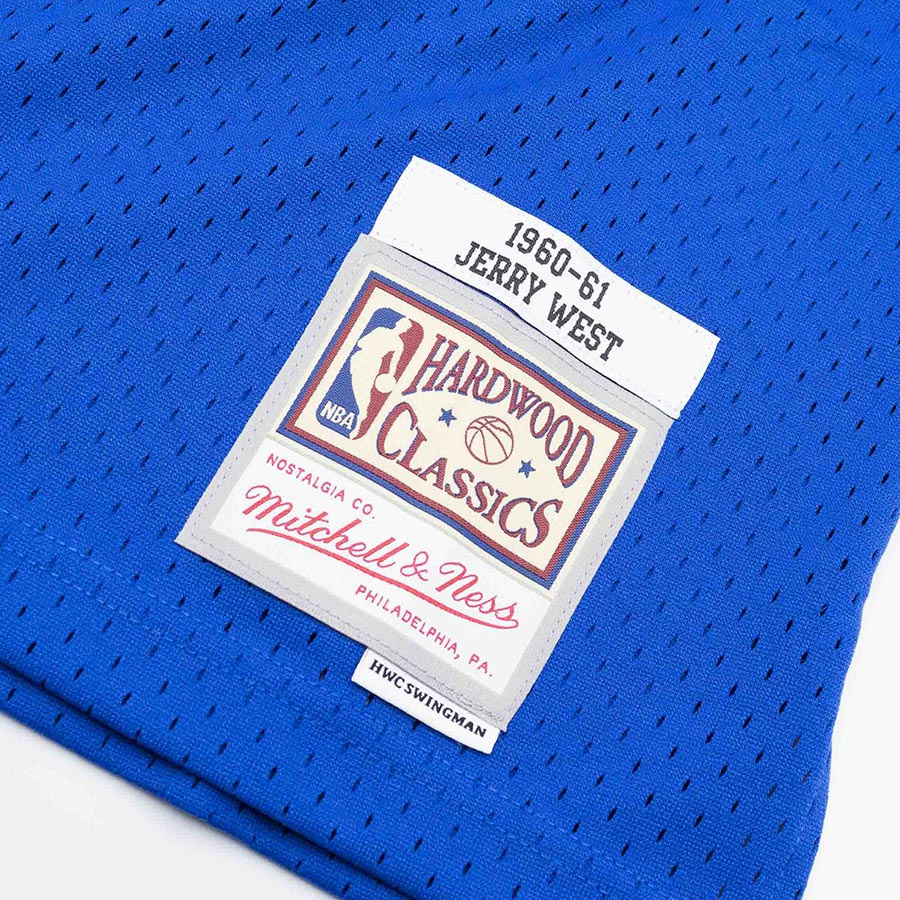 1960-61
JERRY WEST
NBA
HARDWOOD
CLASSICS
NOSTALGIA CO.
Mitchell & Ness
PHILADELPHIA, PA.
HWC SWINGMAN